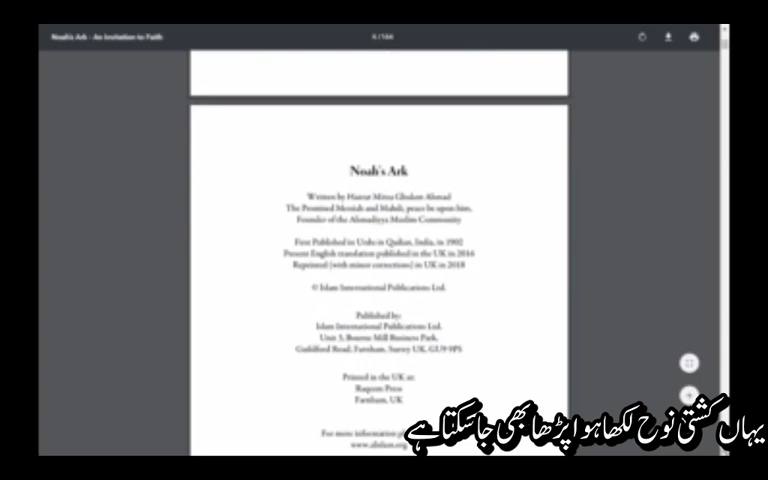 Noah's Ark - An Invitation to Faith
/ 164
Noah's Ark
Written by Hazrat Mirza Ghulam Ahmad
The Promised Messiah and Mahdi, peace be upon him,
Founder of the Ahmadiyya Muslim Community
First Published in Urdu in Qadian, India, in 1902
Present English translation published in the UK in 2016
Reprinted (with minor corrections) in UK in 2018
© Islam International Publications Ltd.
Published by:
Islam International Publications Ltd.
Unit 3, Bourne Mill Business Park,
Guildford Road, Farnham, Surrey UK, GU9 9PS
Printed in the UK at:
Raqeem Press
Farnham, UK
For more information
www.alislam.org
یہاں کشتی نوح لکھا ہوا پڑھا بھی جا سکتا ہے